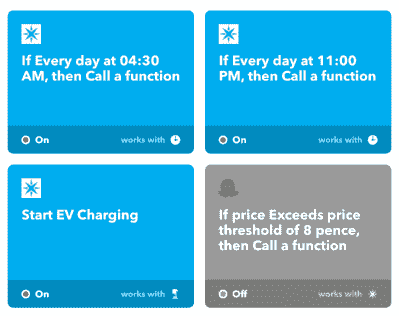 If Every day at 04:30
AM, then Call a function
On
works with
If Every day at 11:00
PM, then Call a function
On
works with
Start EV Charging
On
works with
If price Exceeds price
threshold of 8 pence,
then Call a function
Off
works with